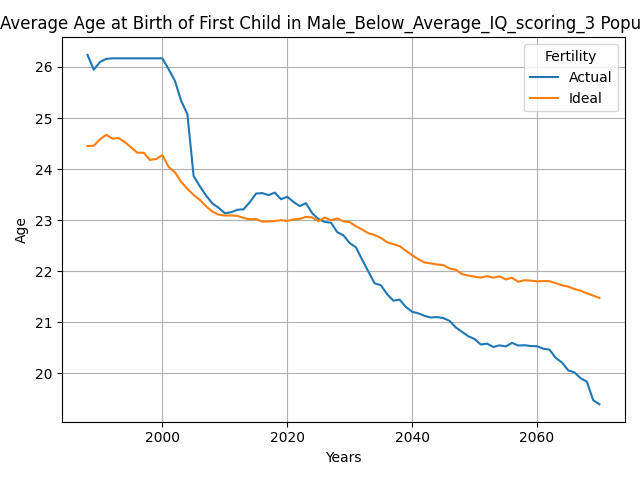 Average Age at Birth of First Child in Male_Below_Average_IQ_scoring_3 Popu
Fertility
Actual
Ideal
Age
26
25
24
23
22
21
20
2000 2020 2040 2060
Years